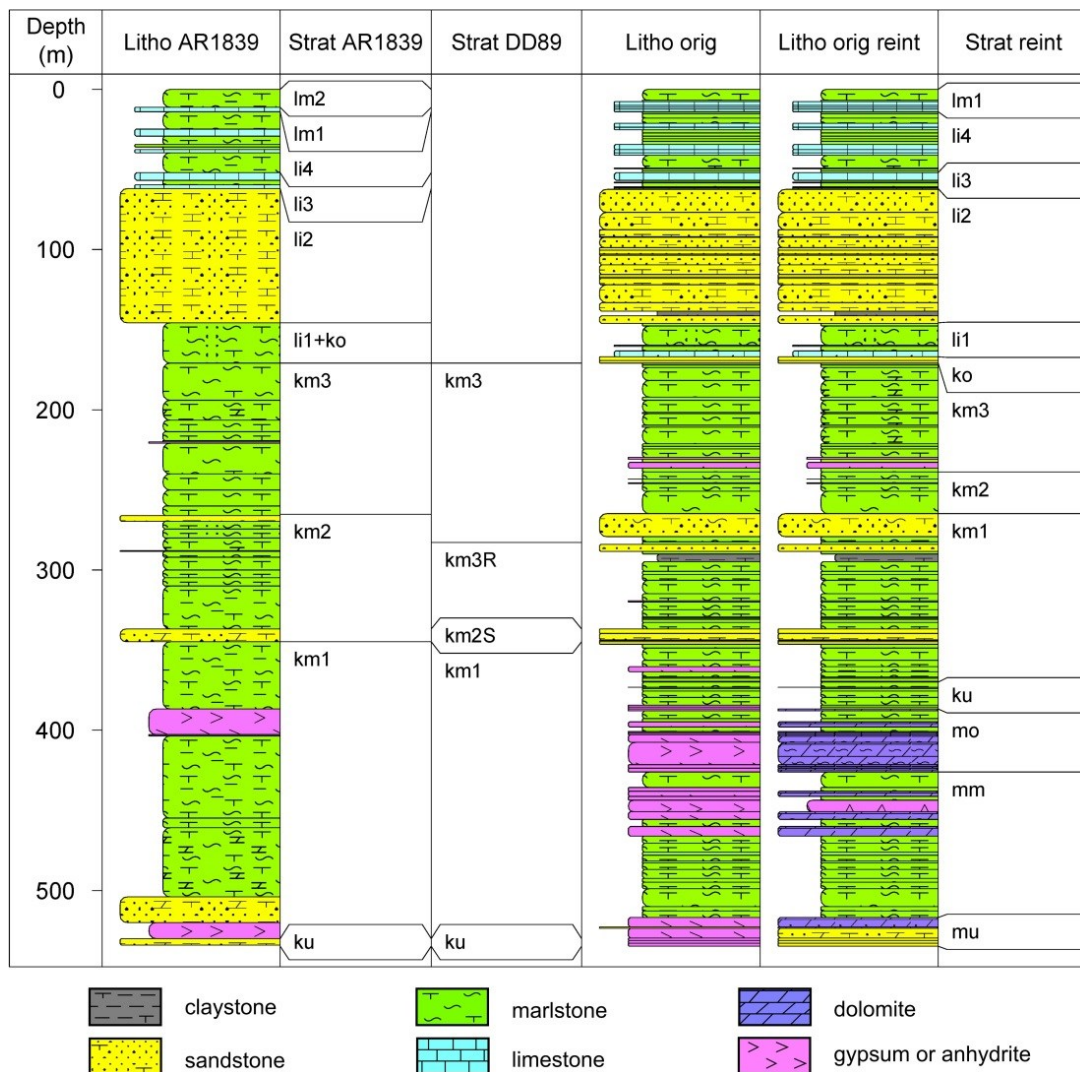 Depth
(m)
Litho AR1839
Strat AR1839
Strat DD89
Litho orig
Litho orig reint
Strat reint
0
100
200
300
400
500
lm2
lm1
li4
li3
li2
li1+ko
km3
km2
km1
ku
km3
km3R
km2S
km1
ku
lm1
li4
li3
li2
li1
ko
km3
km2
km1
ku
mo
mm
mu
claystone
marlstone
dolomite
sandstone
limestone
gypsum or anhydrite